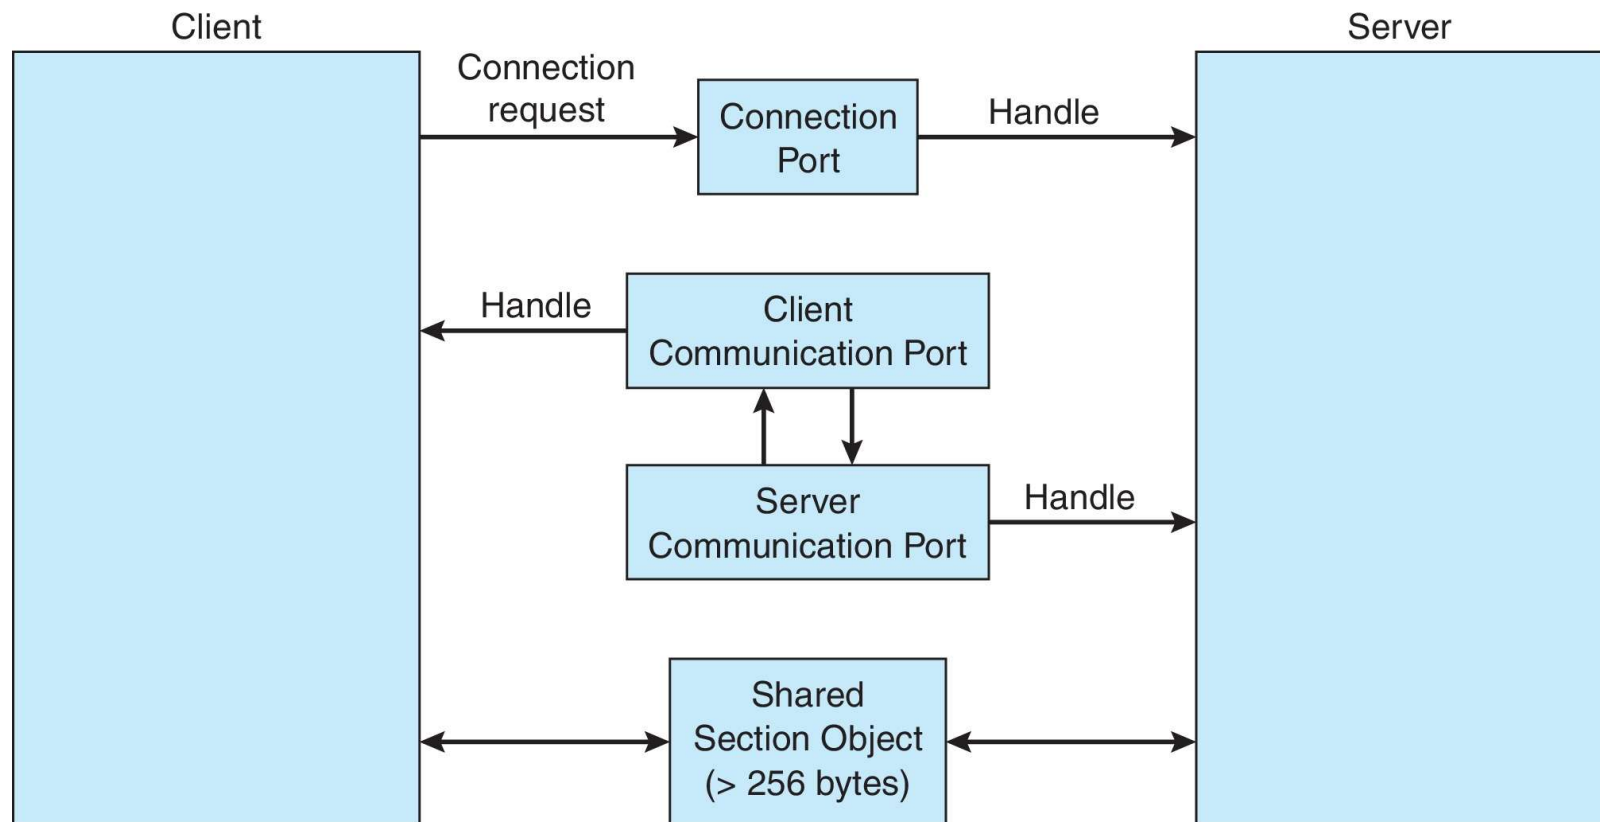 Client
Server
Connection
request
Connection
Port
Handle
Handle
Client
Communication Port
Server
Communication Port
Handle
Shared
Section Object
(> 256 bytes)